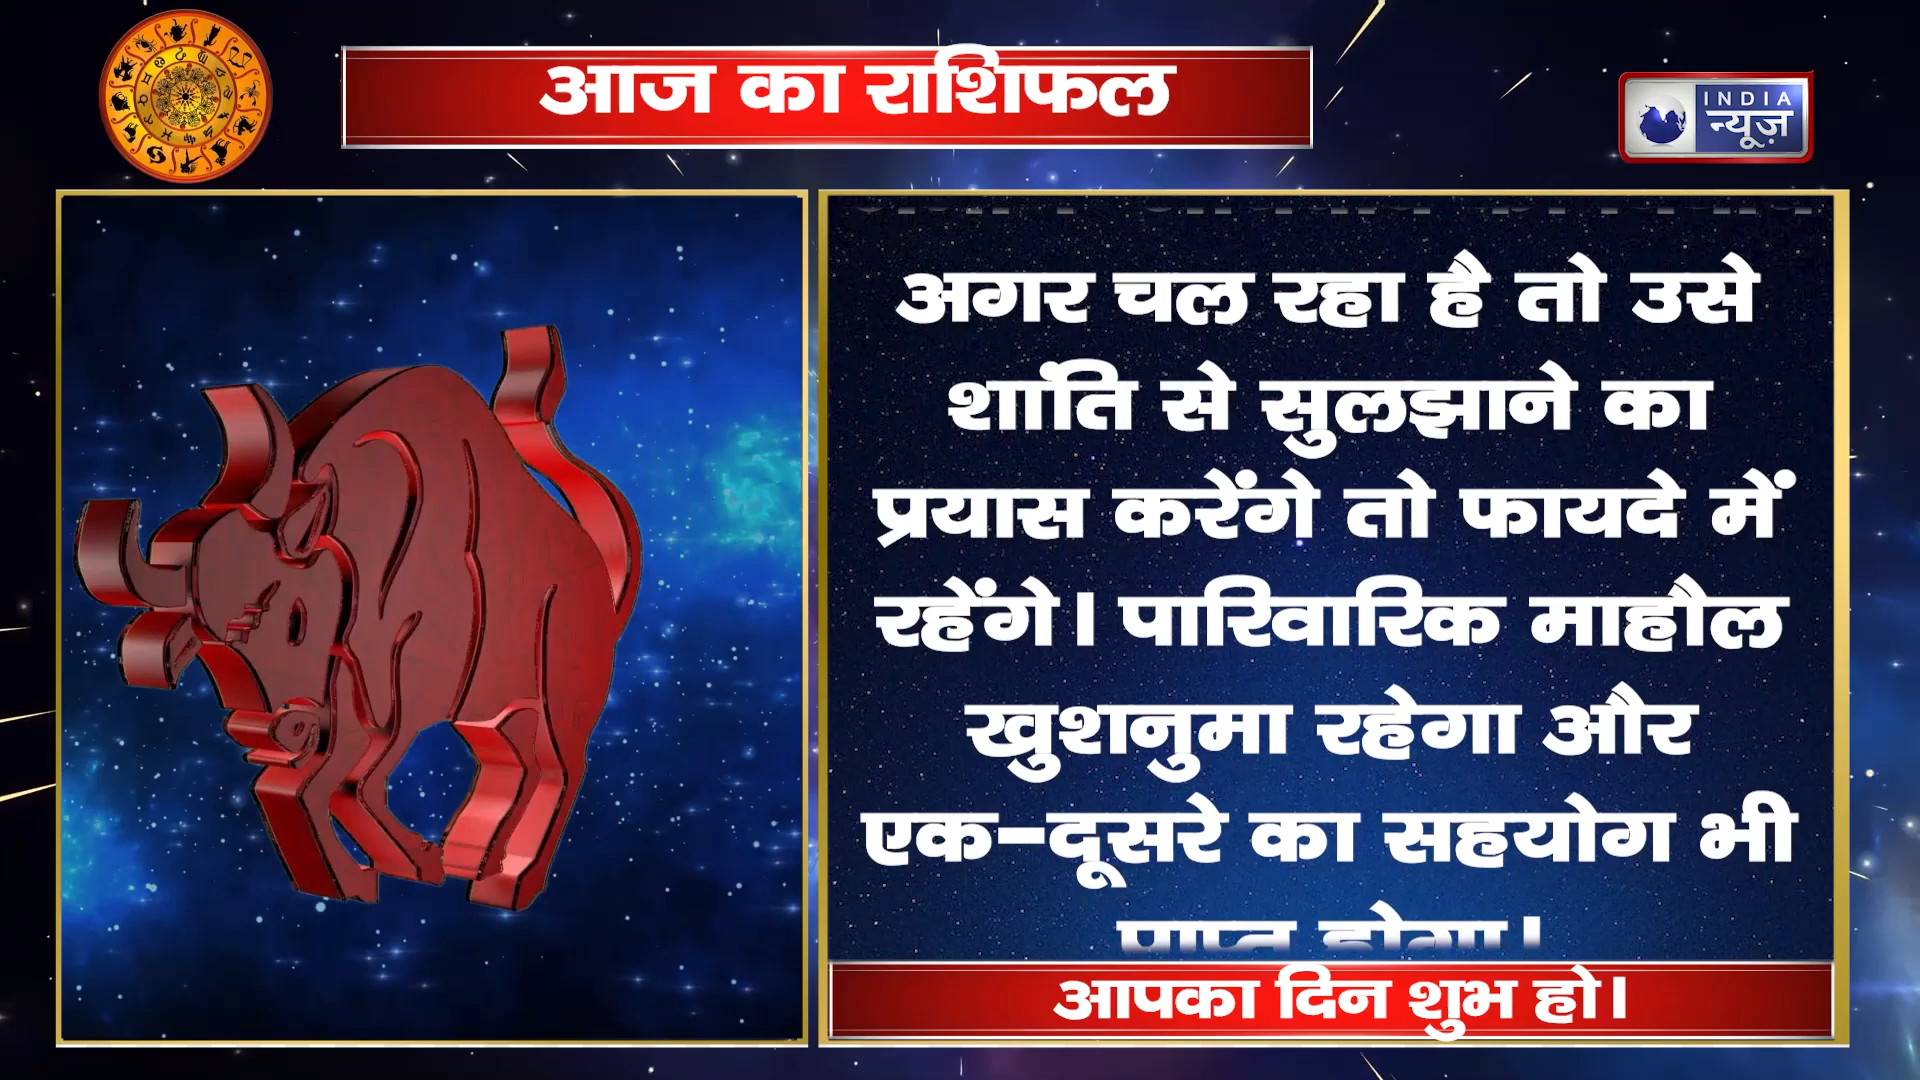 आज का राशिफल
INDIA
न्यूज़
अगर चल रहा है तो उसे
शांति से सुलझाने का
प्रयास करेंगे तो फायदे में
रहेंगे। पारिवारिक माहौल
खुशनुमा रहेगा और
एक-दूसरे का सहयोग भी
प्राप्त होगा।
आपका दिन शुभ हो।